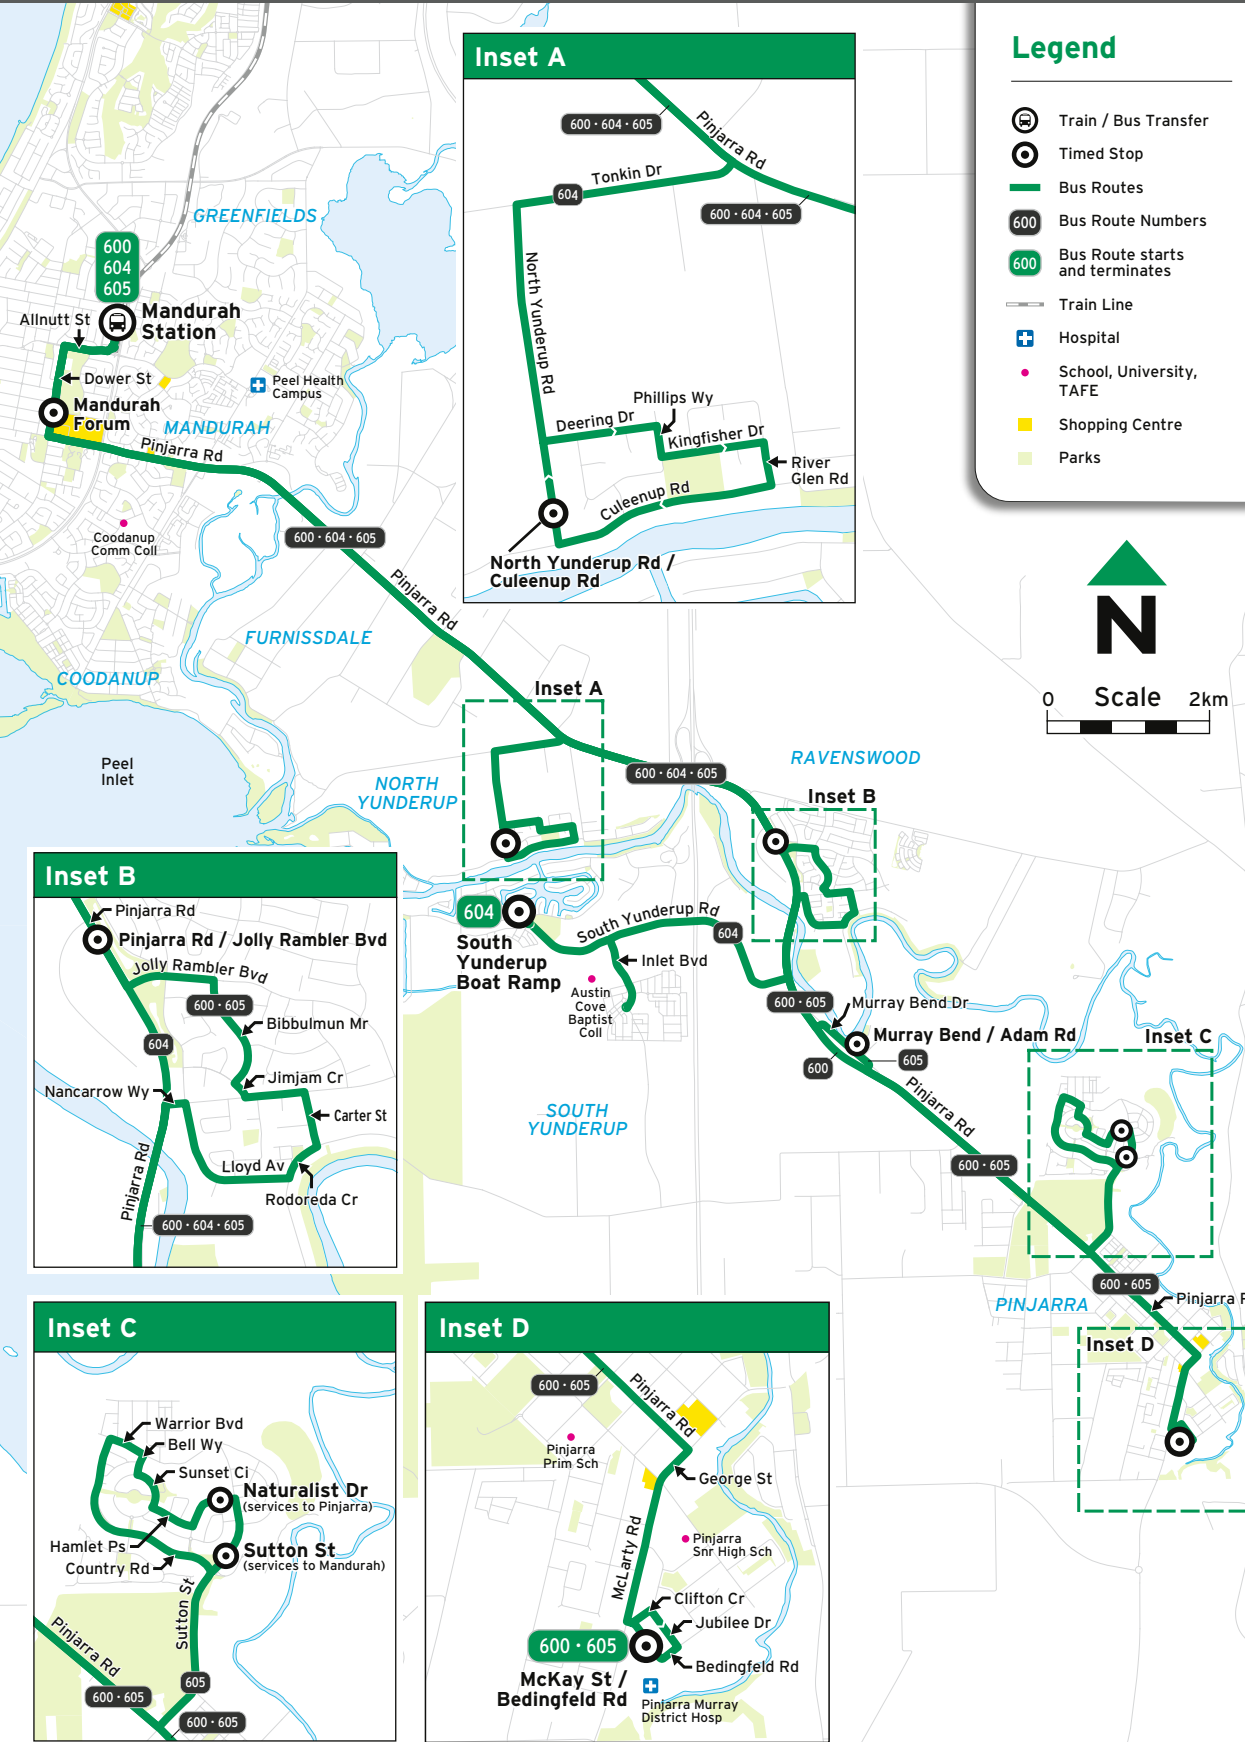 Inset A
600 • 604 • 605
Pinjarra Rd
Tonkin Dr
604
600 • 604 • 605
North Yunderup Rd
Phillips Wy
Deering Dr
Kingfisher Dr
River
Glen Rd
Culeenup Rd
North Yunderup Rd /
Culeenup Rd
Legend
Train / Bus Transfer
Timed Stop
Bus Routes
600
Bus Route Numbers
600
Bus Route starts
and terminates
Train Line
Hospital
School, University,
TAFE
Shopping Centre
Parks
N
0 Scale 2km
GREENFIELDS
600
604
605
Mandurah
Station
Allnutt St
Dower St
Mandurah
Forum
Peel Health
Campus
MANDURAH
Pinjarra Rd
Coodanup
Comm Coll
600 • 604 • 605
Pinjarra Rd
FURNISSDALE
COODANUP
Peel
Inlet
Inset A
NORTH
YUNDERUP
600 • 604 • 605
RAVENSWOOD
Inset B
604
South
Yunderup
Boat Ramp
South Yunderup Rd
604
Inlet Bvd
Austin
Cove
Baptist
Coll
600 • 605
Murray Bend Dr
Murray Bend / Adam Rd
605
600
Pinjarra Rd
SOUTH
YUNDERUP
600 • 605
Inset C
PINJARRA
600 • 605
Pinjarra R
Inset D
Inset B
Pinjarra Rd
Pinjarra Rd / Jolly Rambler Bvd
Jolly Rambler Bvd
600 • 605
Bibbulmun Mr
604
Jimjam Cr
Nancarrow Wy
Carter St
Pinjarra Rd
Lloyd Av
Rodoreda Cr
600 • 604 • 605
Inset C
Warrior Bvd
Bell Wy
Sunset Ci
Naturalist Dr
(services to Pinjarra)
Hamlet Ps
Country Rd
Sutton St
(services to Mandurah)
Sutton St
Pinjarra Rd
605
600 • 605
600 • 605
Inset D
600 • 605
Pinjarra Rd
Pinjarra
Prim Sch
George St
Pinjarra
Snr High Sch
McLarty Rd
Clifton Cr
Jubilee Dr
600 • 605
Bedingfeld Rd
McKay St /
Bedingfeld Rd
Pinjarra Murray
District Hosp